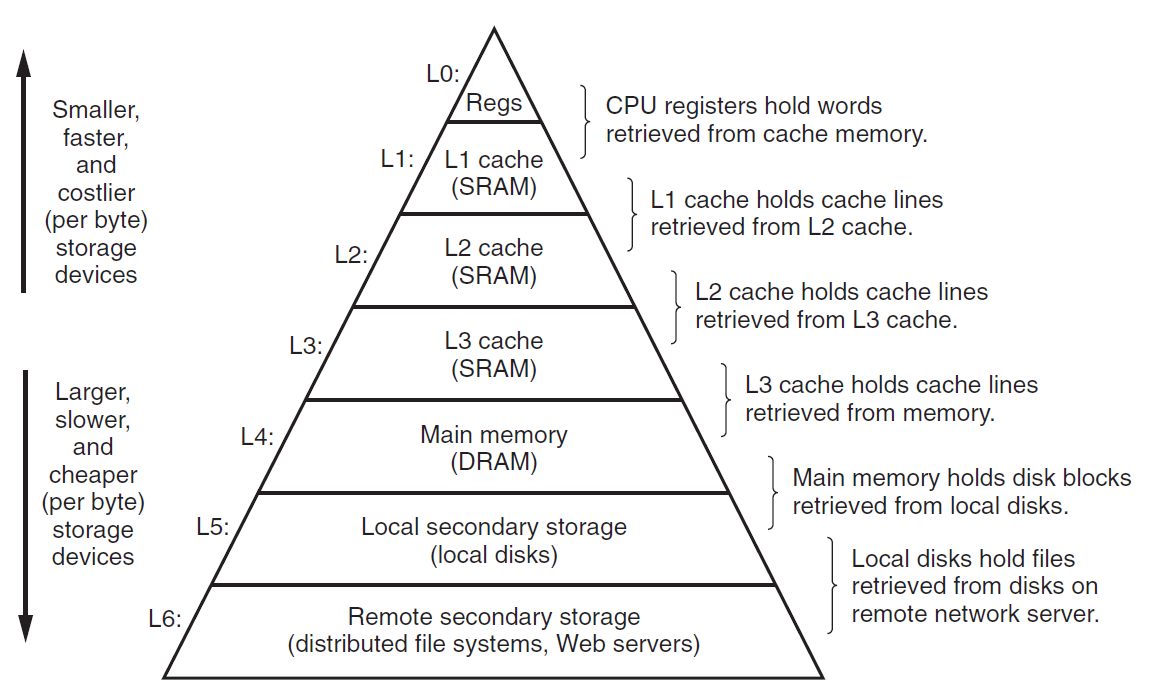 Smaller,
faster,
and
costlier
(per byte)
storage
devices
Larger,
slower,
and
cheaper
(per byte)
storage
devices
L0:
Regs
CPU registers hold words
retrieved from cache memory.
L1:
L1 cache
(SRAM)
L1 cache holds cache lines
retrieved from L2 cache.
L2:
L2 cache
(SRAM)
L2 cache holds cache lines
retrieved from L3 cache.
L3:
L3 cache
(SRAM)
L3 cache holds cache lines
retrieved from memory.
L4:
Main memory
(DRAM)
Main memory holds disk blocks
retrieved from local disks.
L5:
Local secondary storage
(local disks)
Local disks hold files
retrieved from disks on
remote network server.
L6:
Remote secondary storage
(distributed file systems, Web servers)